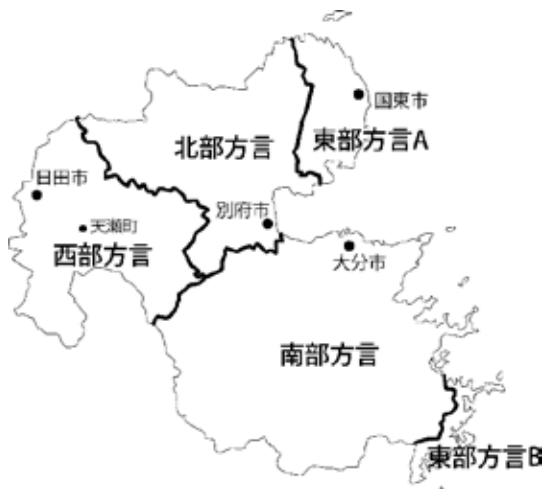 国東市
東部方言A
北部方言
日田市
別府市
天瀬町
西部方言
大分市
南部方言
東部方言B